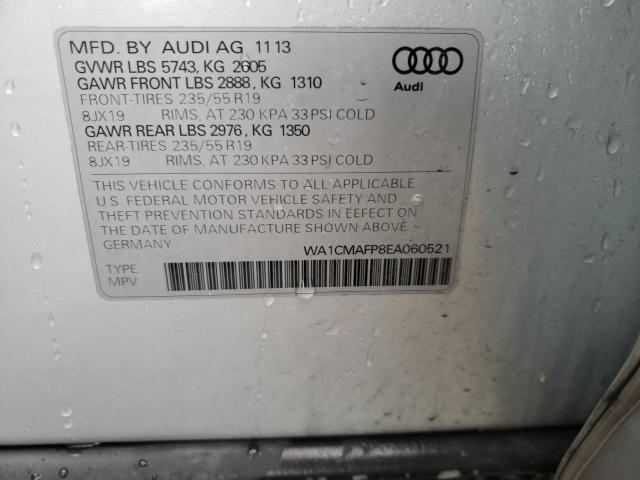 MFD. BY AUDI AG 11 13
GVWR LBS 5743, KG 2605
GAWR FRONT LBS 2888, KG 1310
FRONT-TIRES 235/55 R19
8JX19 RIMS, AT 230 KPA 33 PSI COLD
GAWR REAR LBS 2976, KG 1350
REAR-TIRES 235/55 R19
8JX19 RIMS, AT 230 KPA 33 PSI COLD
Audi
THIS VEHICLE CONFORMS TO ALL APPLICABLE
U.S. FEDERAL MOTOR VEHICLE SAFETY AND
THEFT PREVENTION STANDARDS IN EFFECT ON
THE DATE OF MANUFACTURE SHOWN ABOVE
GERMANY WA1CMAFP8EA060521
TYPE
MPV